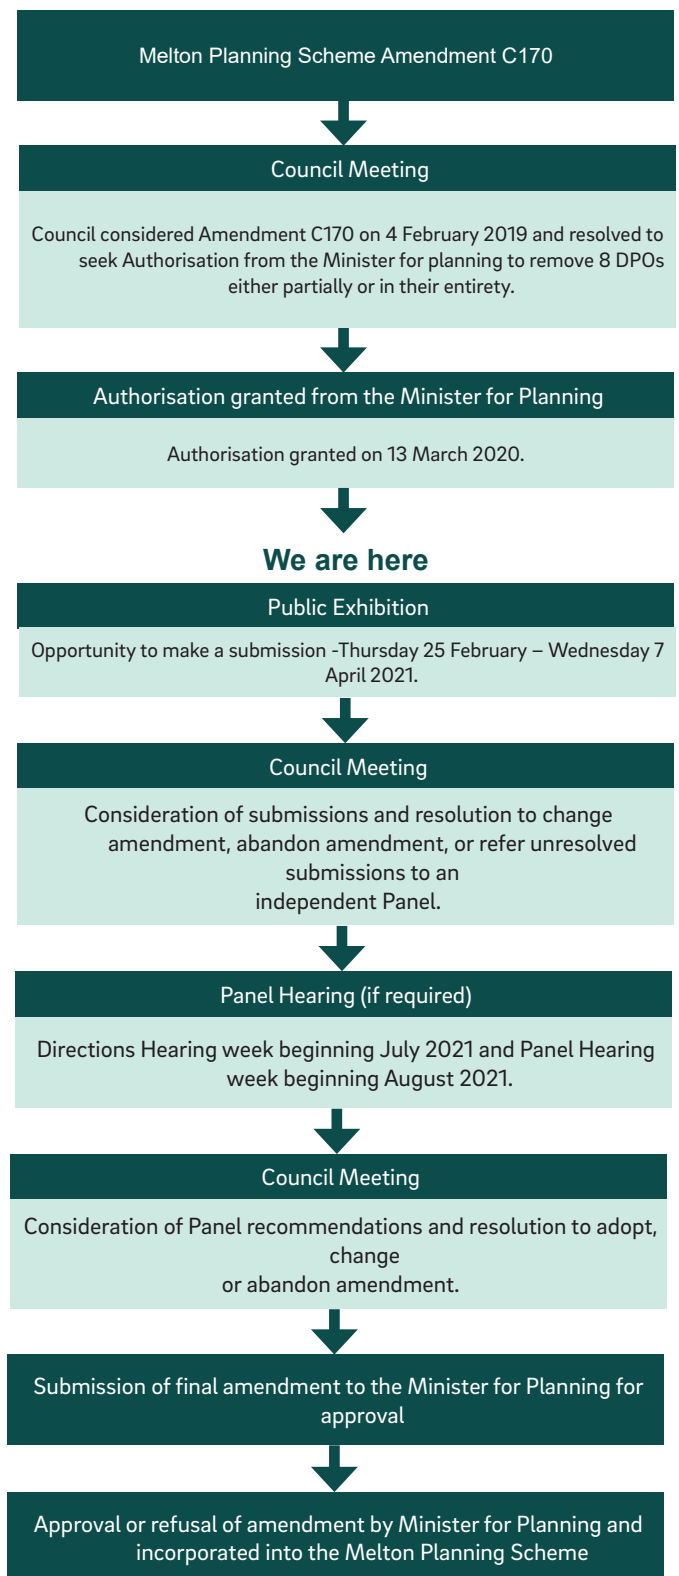 Melton Planning Scheme Amendment C170
Council Meeting
Council considered Amendment C170 on 4 February 2019 and resolved to
seek Authorisation from the Minister for planning to remove 8 DPOs
either partially or in their entirety.
Authorisation granted from the Minister for Planning
Authorisation granted on 13 March 2020.
We are here
Public Exhibition
Opportunity to make a submission -Thursday 25 February – Wednesday 7
April 2021.
Council Meeting
Consideration of submissions and resolution to change
amendment, abandon amendment, or refer unresolved
submissions to an
independent Panel.
Panel Hearing (if required)
Directions Hearing week beginning July 2021 and Panel Hearing
week beginning August 2021.
Council Meeting
Consideration of Panel recommendations and resolution to adopt,
change
or abandon amendment.
Submission of final amendment to the Minister for Planning for
approval
Approval or refusal of amendment by Minister for Planning and
incorporated into the Melton Planning Scheme